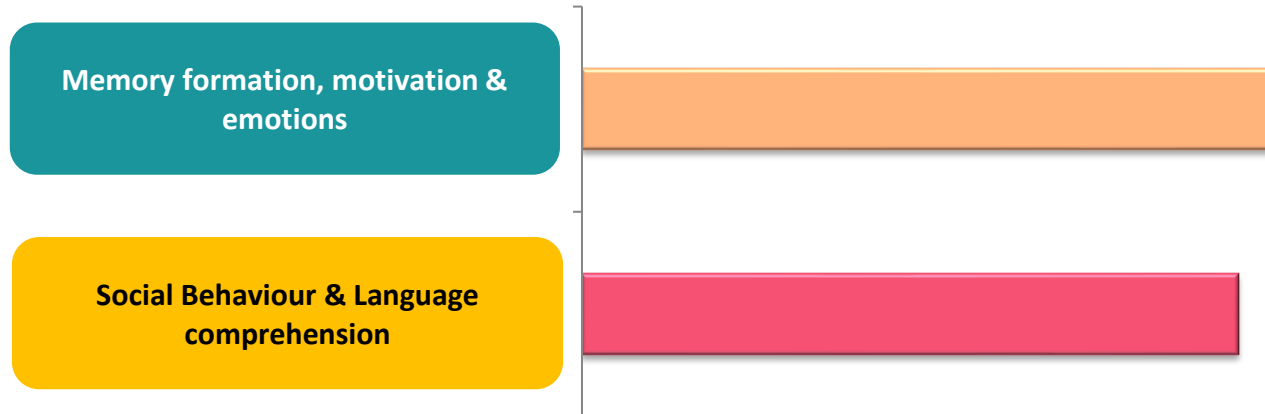 Memory formation, motivation &
emotions
Social Behaviour & Language
comprehension